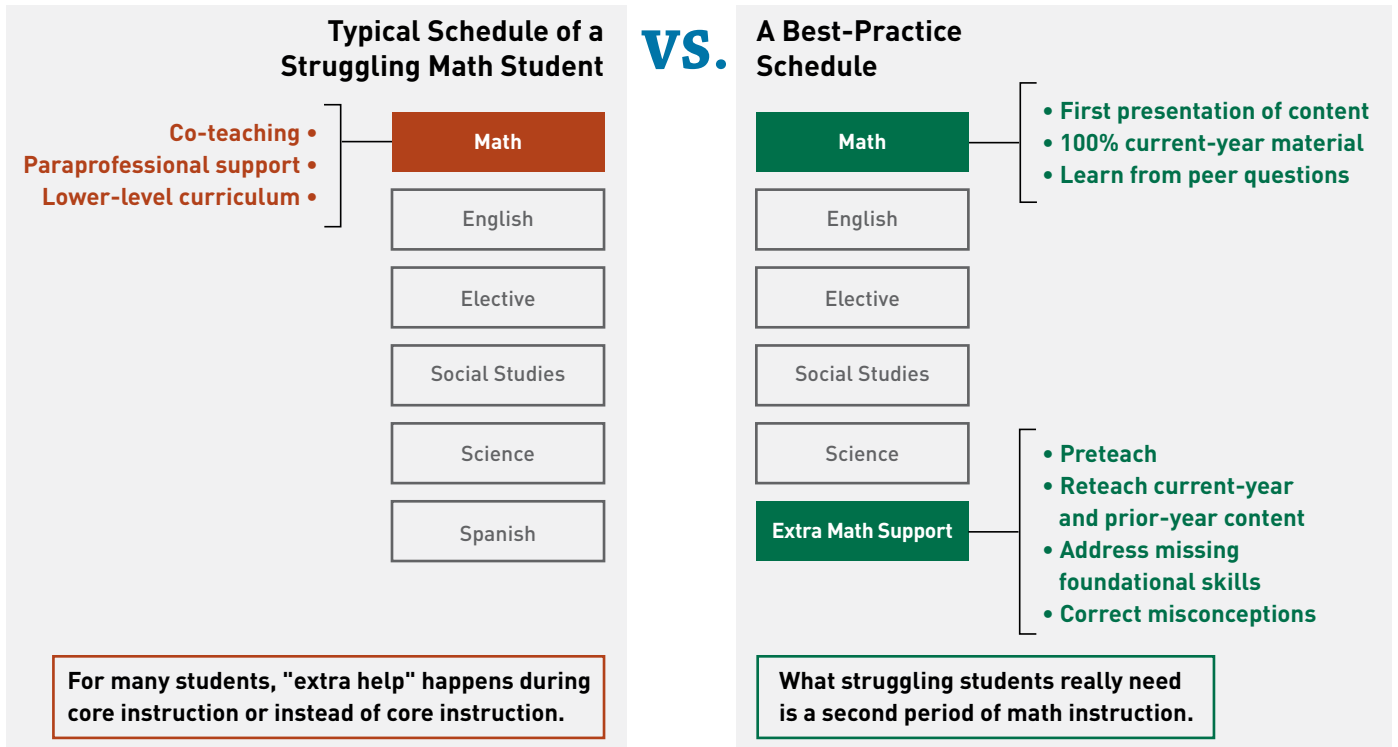 Typical Schedule of a
Struggling Math Student
Co-teaching •
Paraprofessional support •
Lower-level curriculum •
Math
English
Elective
Social Studies
Science
Spanish
For many students, "extra help" happens during
core instruction or instead of core instruction.
vs.
A Best-Practice
Schedule
Math
• First presentation of content
• 100% current-year material
• Learn from peer questions
English
Elective
Social Studies
Science
Extra Math Support
• Preteach
• Reteach current-year
and prior-year content
• Address missing
foundational skills
• Correct misconceptions
What struggling students really need
is a second period of math instruction.